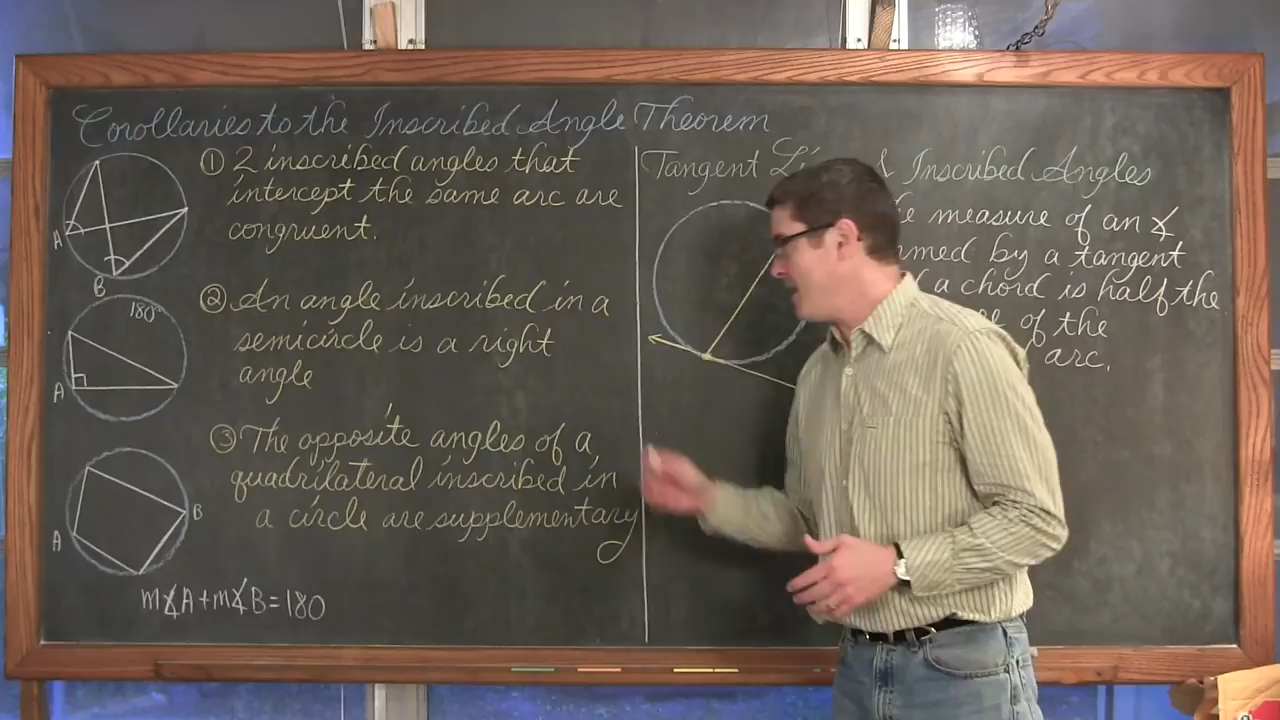 Corollaries to the Inscribed Angle Theorem
① 2 inscribed angles that
intercept the same arc are
congruent.
A
B
② An angle inscribed in a
semicircle is a right
angle
180°
A
③ The opposite angles of a
quadrilateral inscribed in
a circle are supplementary
B
A
m∡A+m∡B=180
Tangent & Inscribed Angles
measure of an ∡
by a tangent
a chord is half the
of the
arc.